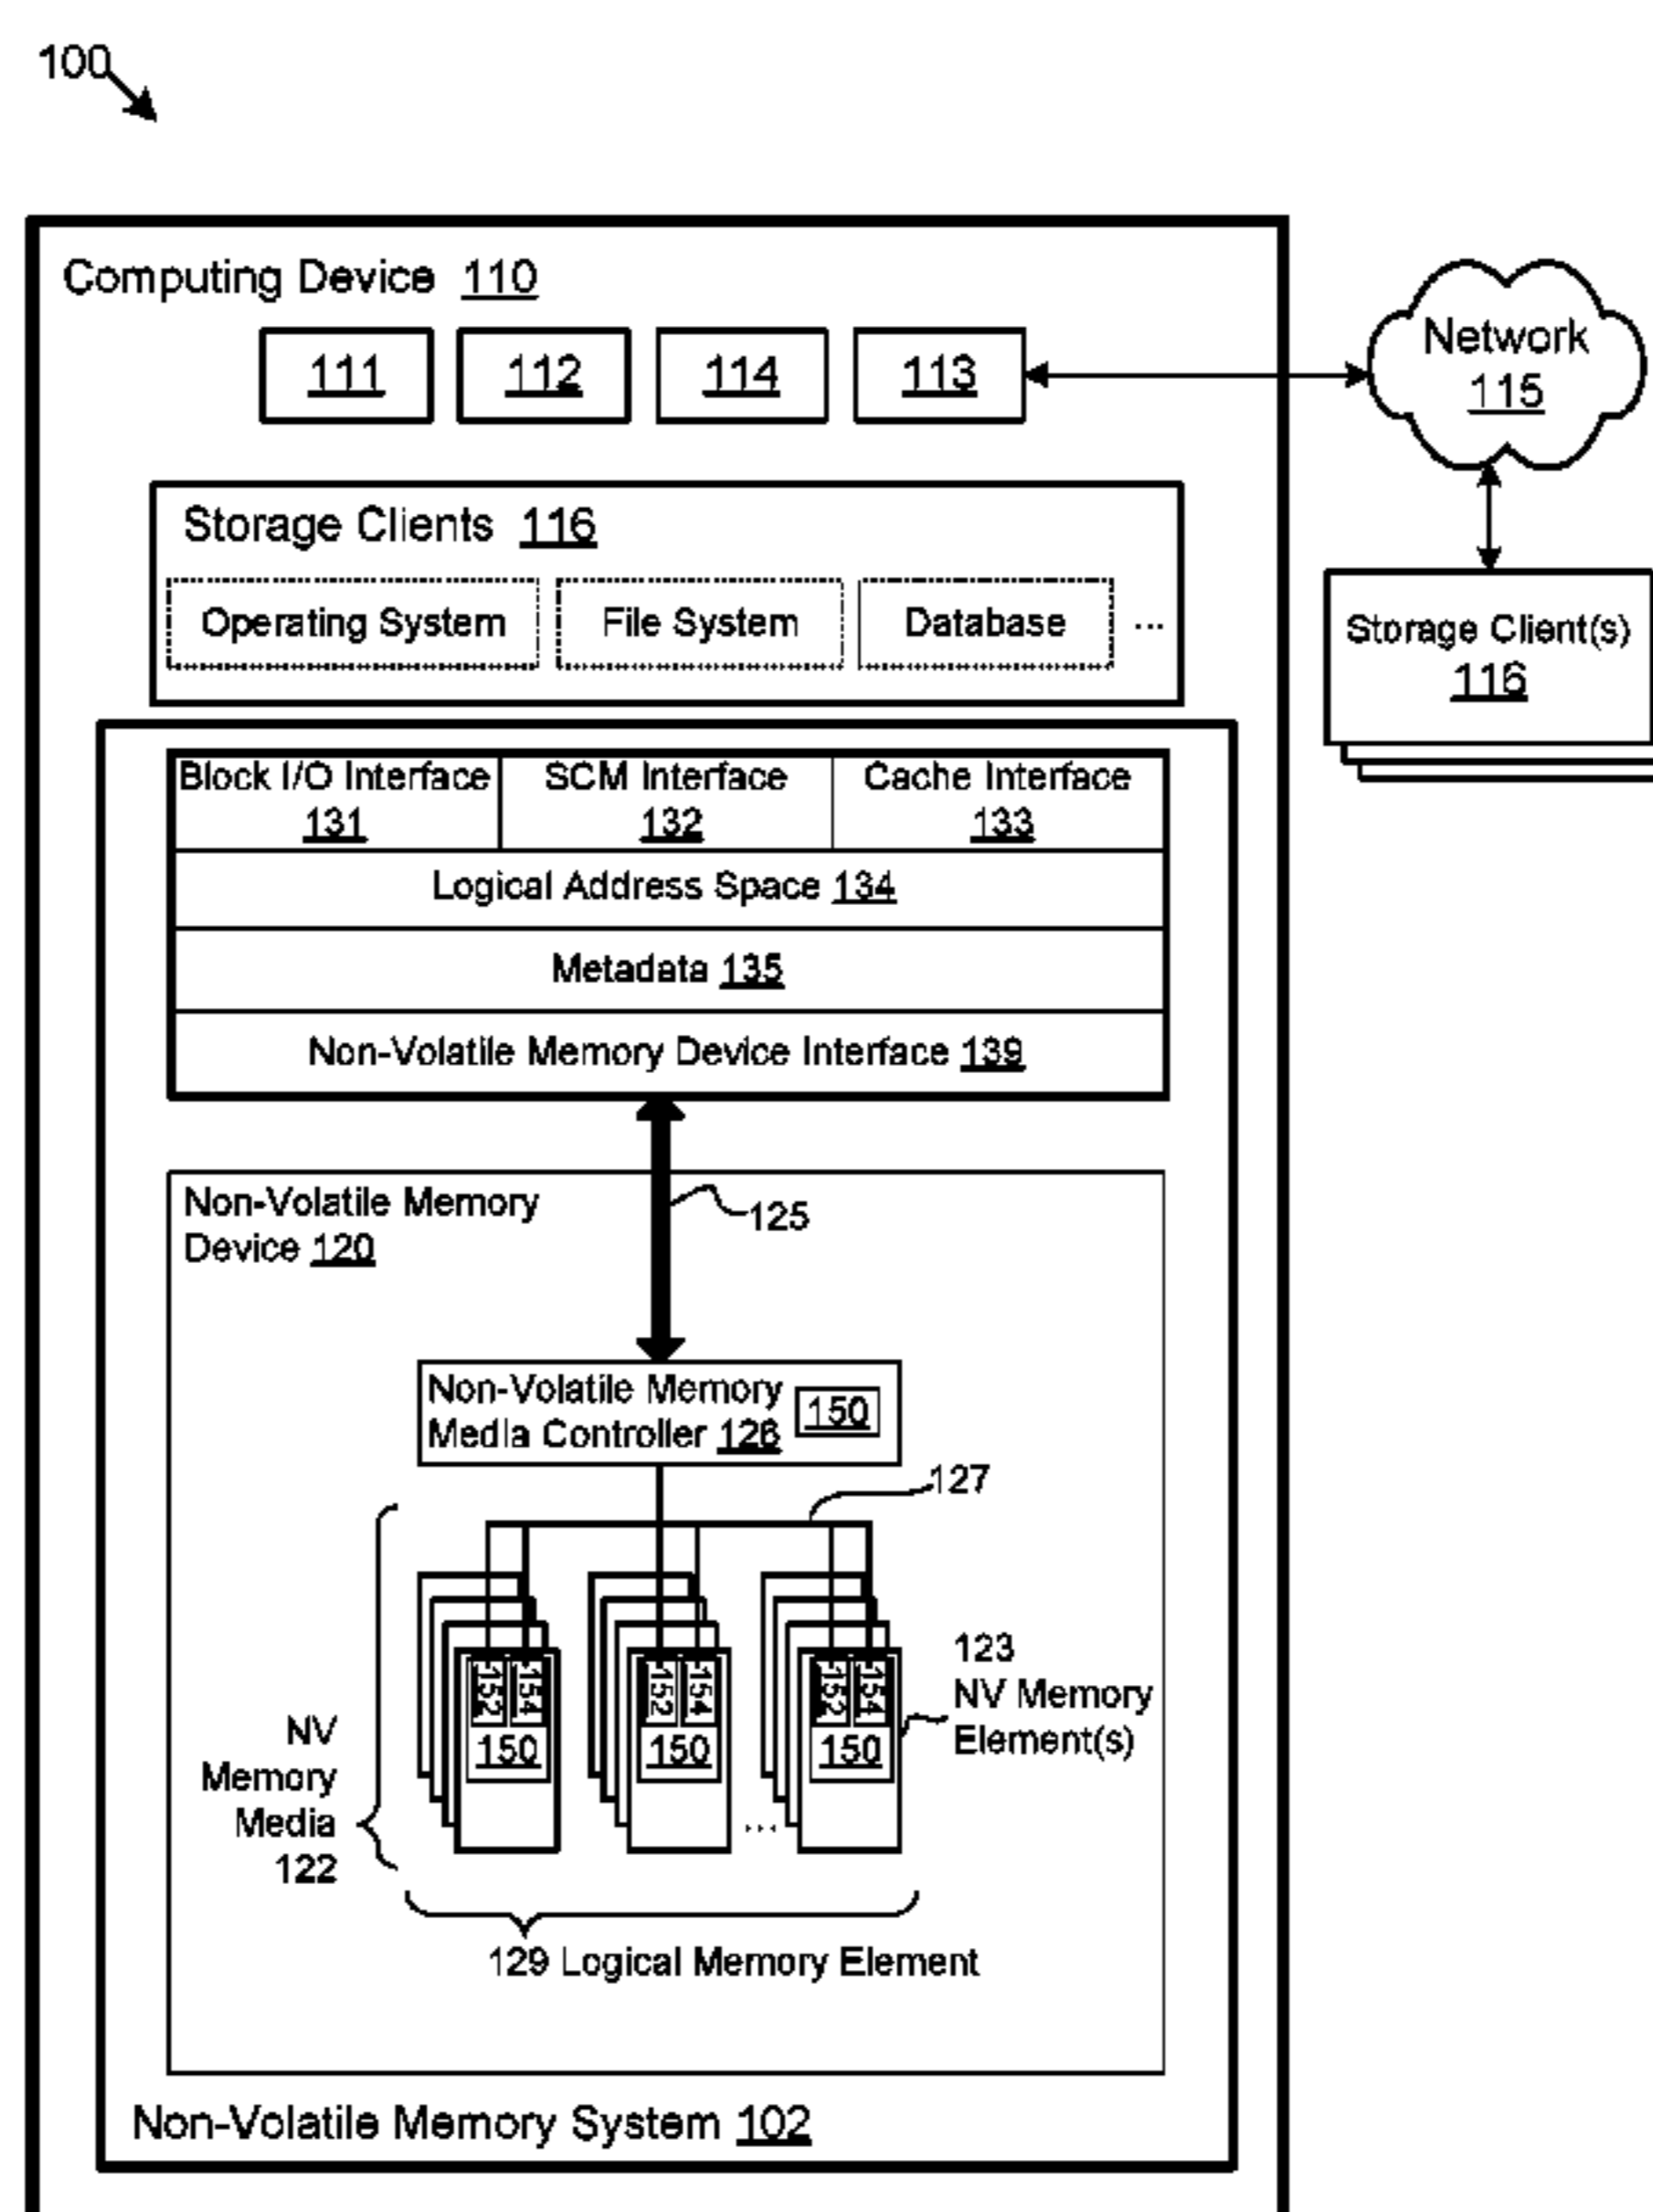 100
Computing Device 110
111 112 114 113
Network
115
Storage Clients 116
Operating System File System Database ...
Storage Client(s)
116
Block I/O Interface
131
SCM Interface
132
Cache Interface
133
Logical Address Space 134
Metadata 135
Non-Volatile Memory Device Interface 139
Non-Volatile Memory
Device 120
125
Non-Volatile Memory
Media Controller 126
150
127
152 154
150
152 154
150
...
152 154
150
123
NV Memory
Element(s)
NV
Memory
Media
122
129 Logical Memory Element
Non-Volatile Memory System 102